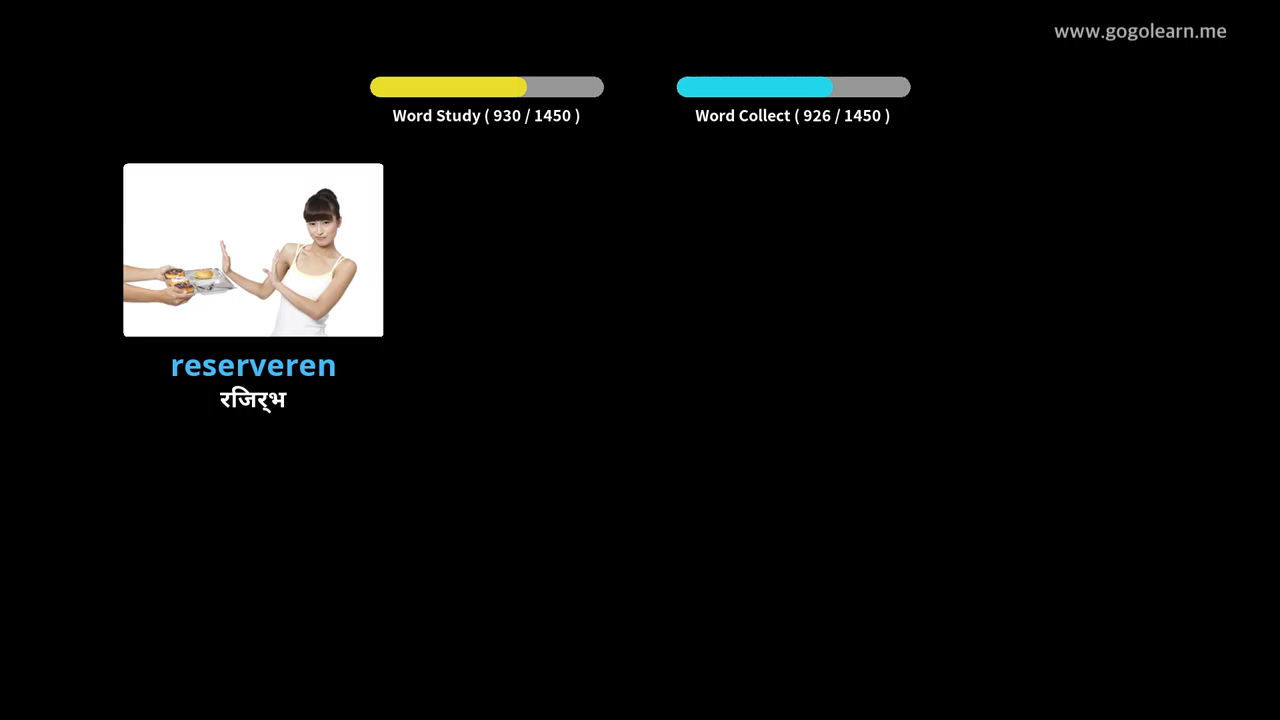 www.gogolearn.me
Word Study ( 930 / 1450 )
Word Collect ( 926 / 1450 )
reserveren
रजिर्भ